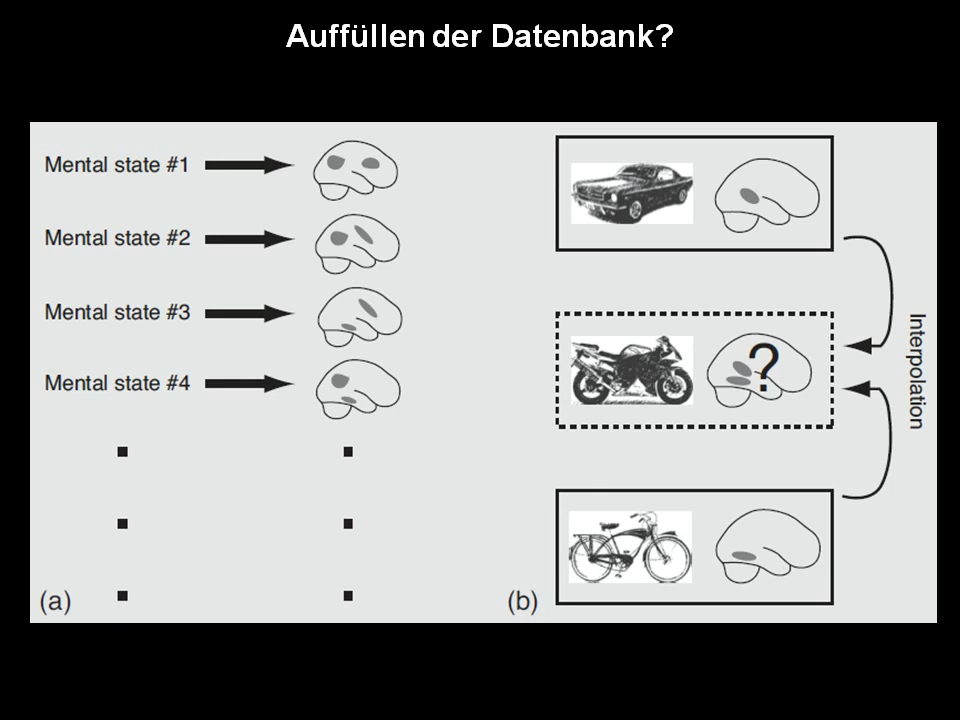 Auffüllen der Datenbank?
Mental state #1
Mental state #2
Mental state #3
Mental state #4
(a)
?
Interpolation
(b)